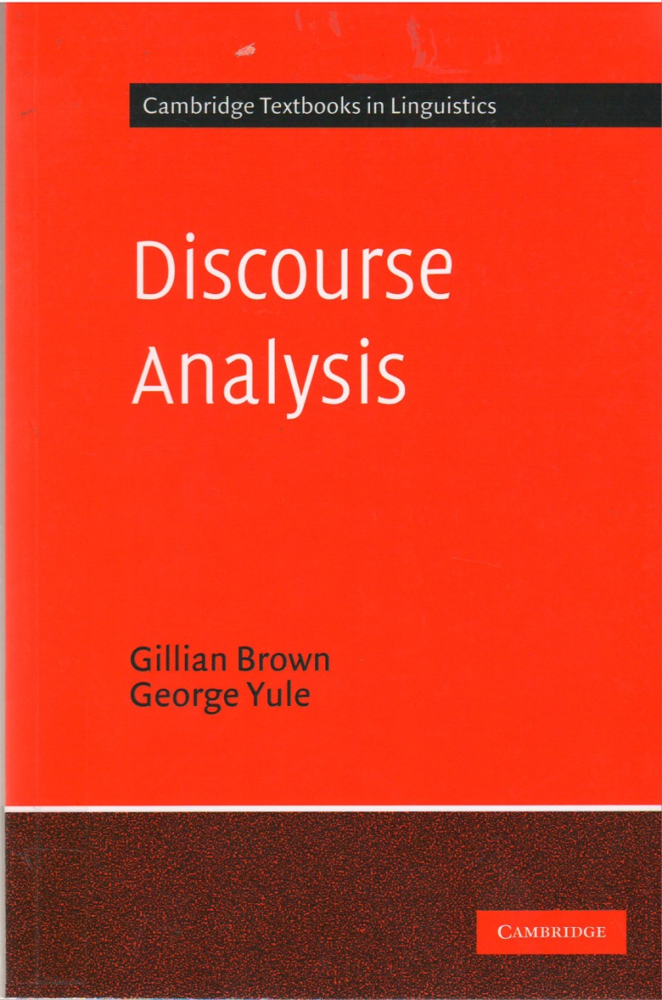 Cambridge Textbooks in Linguistics
Discourse
Analysis
Gillian Brown
George Yule
CAMBRIDGE